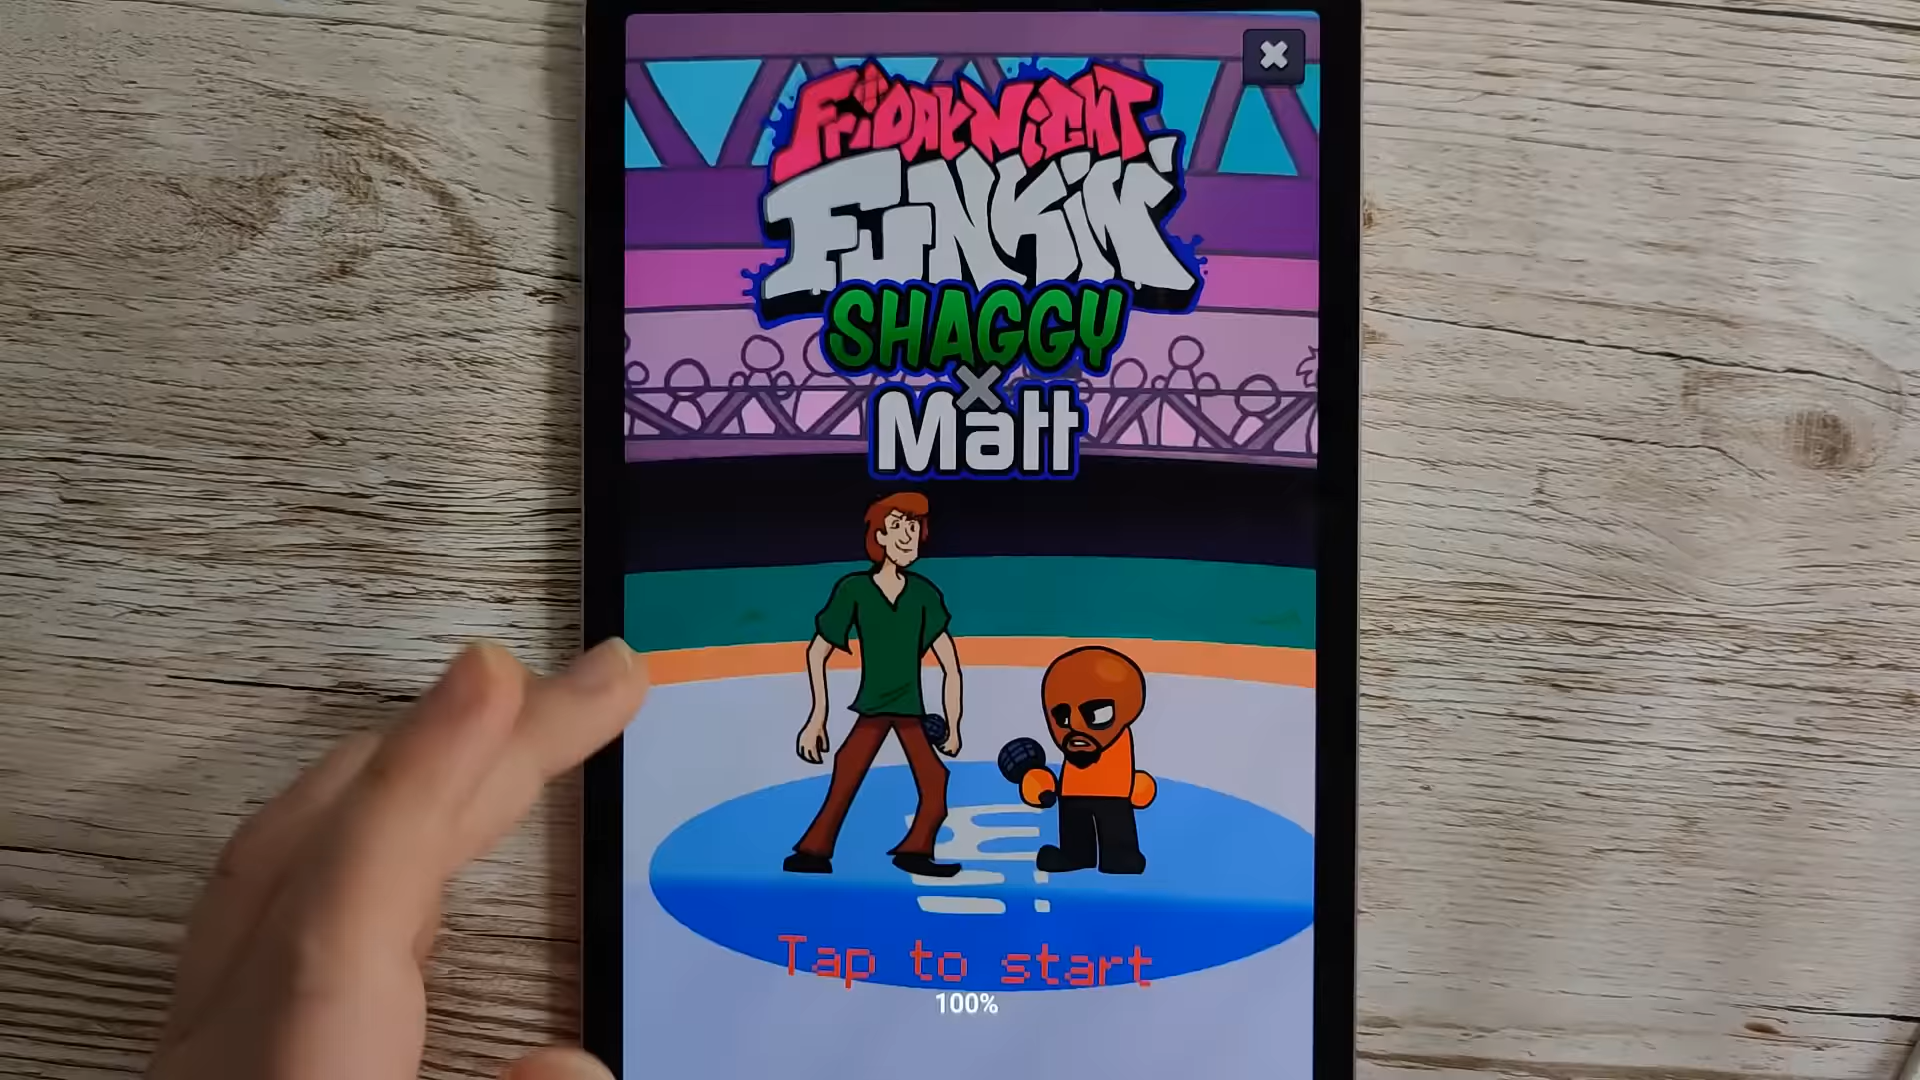 FRiDAY NiGHT
FUNKiN'
SHAGGY
X
Matt
Tap to start
100%